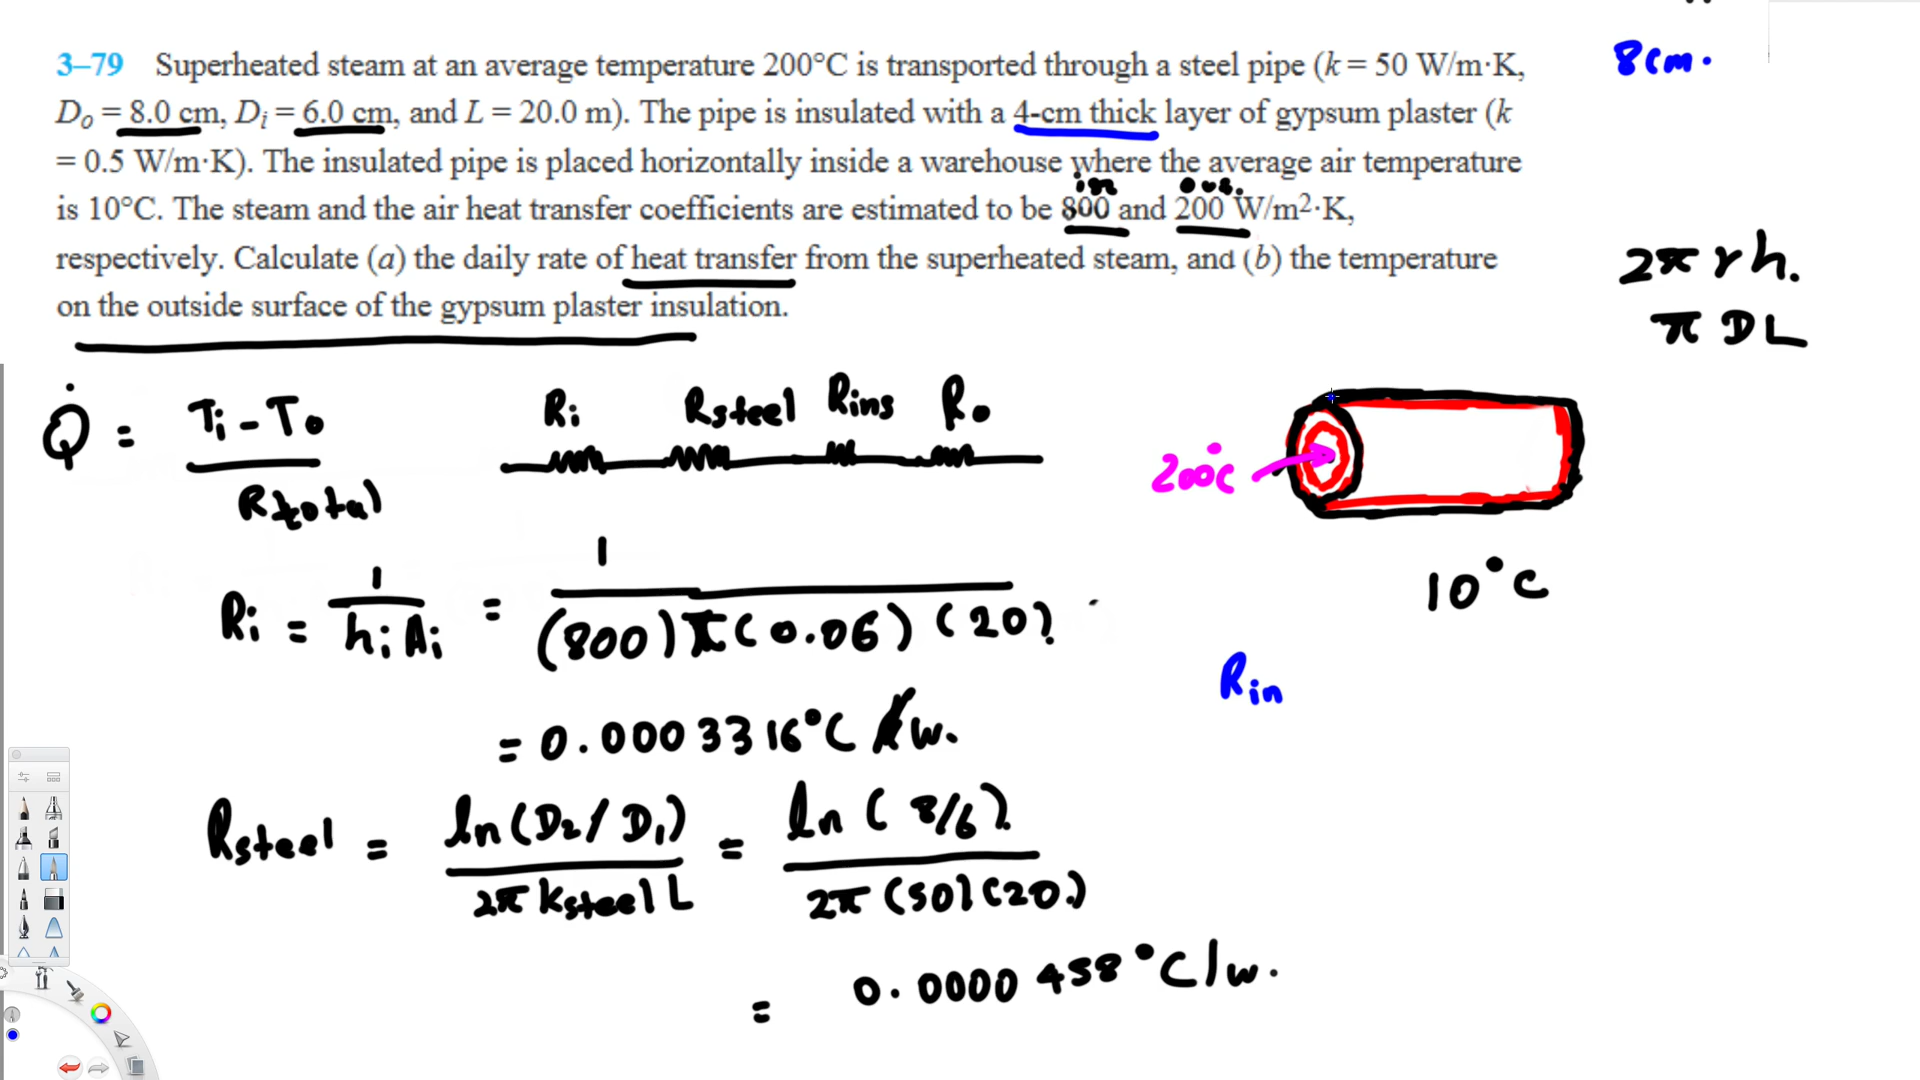 3–79 Superheated steam at an average temperature 200°C is transported through a steel pipe (k = 50 W/m·K,
8cm.
Do = 8.0 cm, Di = 6.0 cm, and L = 20.0 m). The pipe is insulated with a 4-cm thick layer of gypsum plaster (k
= 0.5 W/m·K). The insulated pipe is placed horizontally inside a warehouse where the average air temperature
in out.
is 10°C. The steam and the air heat transfer coefficients are estimated to be 800 and 200 W/m²·K,
respectively. Calculate (a) the daily rate of heat transfer from the superheated steam, and (b) the temperature
on the outside surface of the gypsum plaster insulation.
2π r h.
π D L
Q̇ = Ti - To / Rtotal
Ri Rsteel Rins Ro
200°C
10°C
Ri = 1 / hi Ai = 1 / (800) π (0.06) (20)
= 0.0003316°C /w.
Rin
Rsteel = ln (D2 / D1) / 2π Ksteel L = ln ( 8/6 ) / 2π (50) (20)
= 0.0000 458 °C/w.